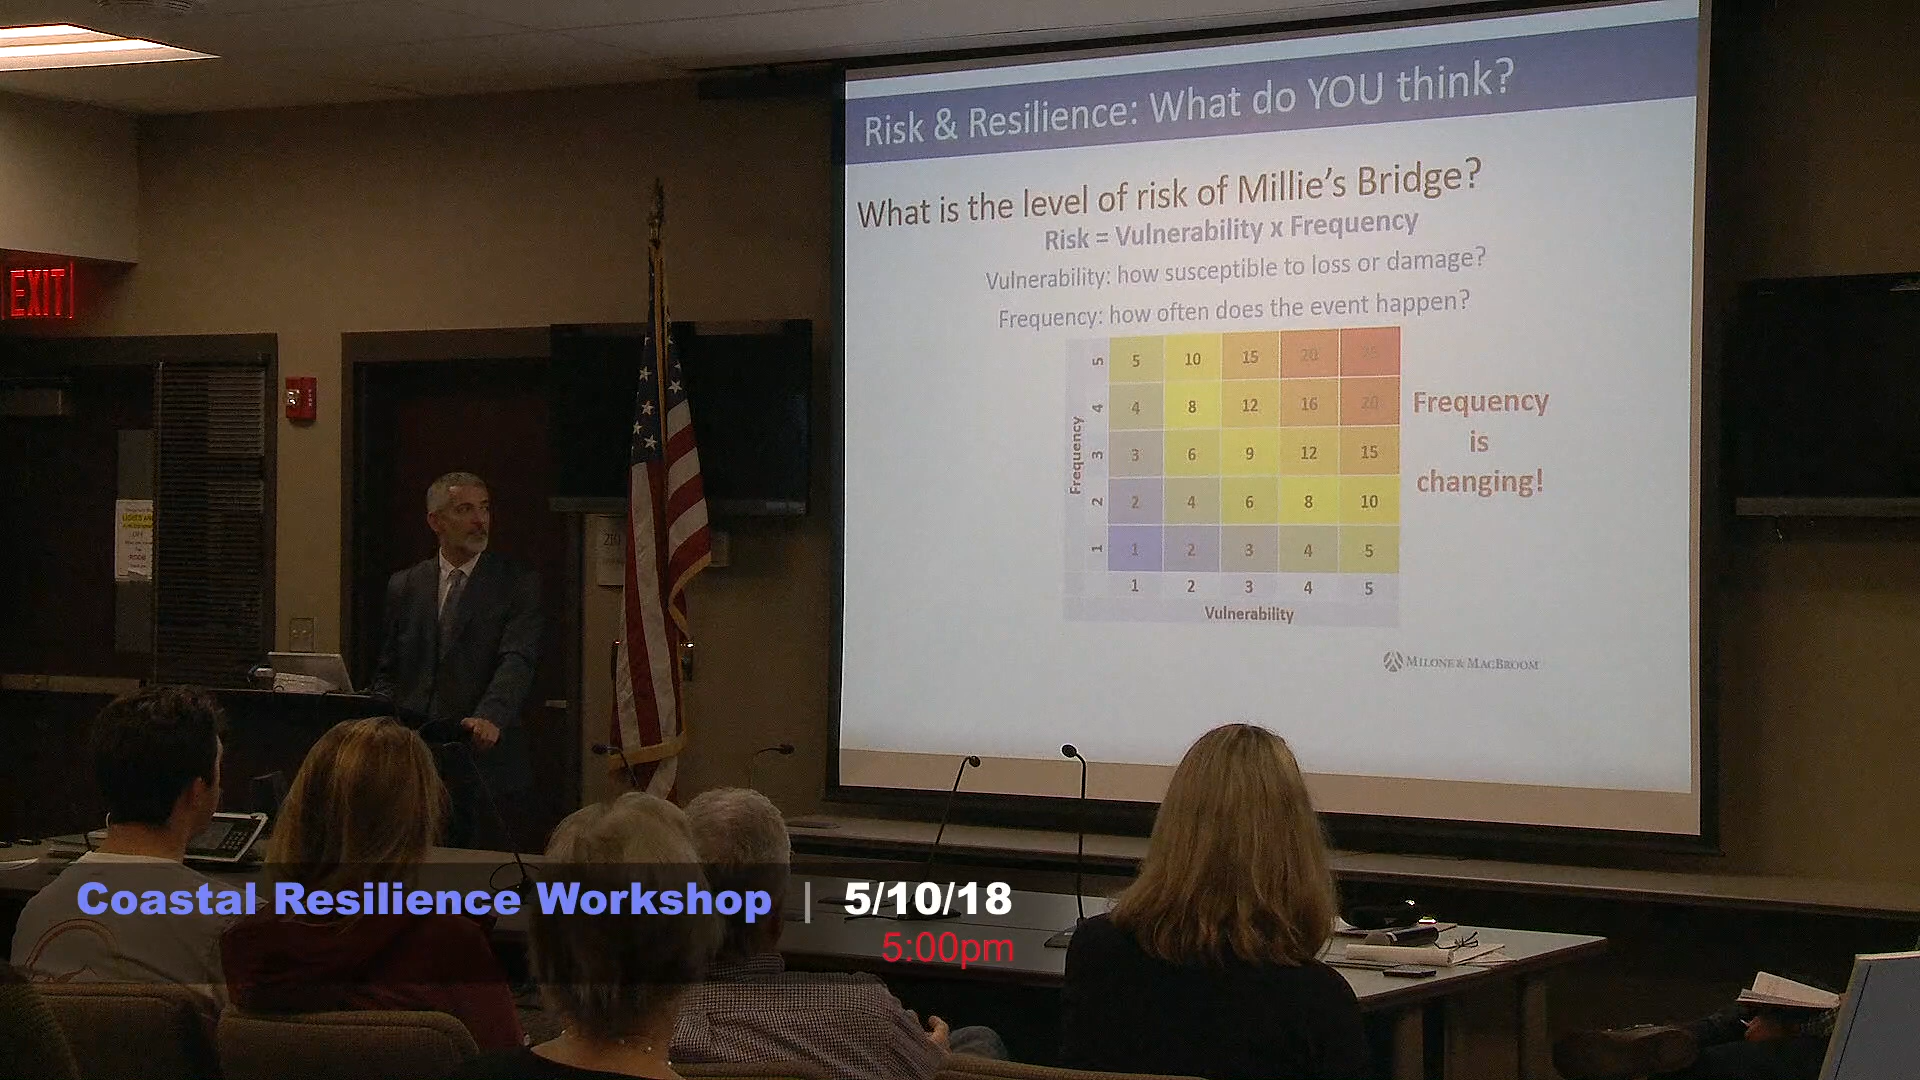 Risk & Resilience: What do YOU think?
What is the level of risk of Millie's Bridge?
Risk = Vulnerability x Frequency
Vulnerability: how susceptible to loss or damage?
Frequency: how often does the event happen?
5 5 10 15 20 25
4 4 8 12 16 20
3 3 6 9 12 15
2 2 4 6 8 10
1 1 2 3 4 5
1 2 3 4 5
Frequency
Vulnerability
Frequency
is
changing!
MILONE & MACBROOM
EXIT
LIGHTS AND
Coastal Resilience Workshop | 5/10/18
5:00pm